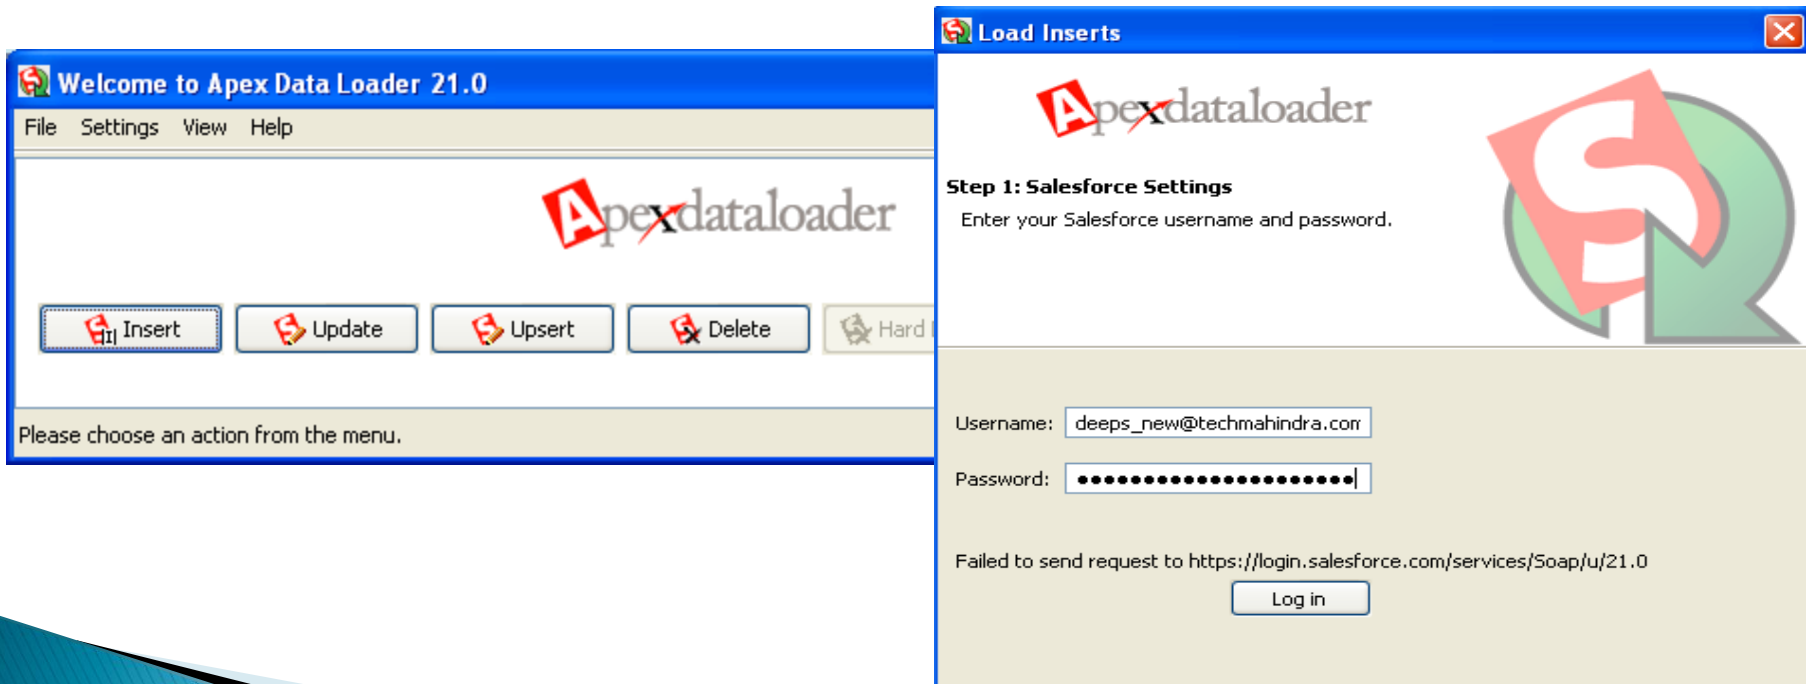 Welcome to Apex Data Loader 21.0
File Settings View Help
Apexdataloader
Insert Update Upsert Delete Hard
Please choose an action from the menu.
Load Inserts
Apexdataloader
Step 1: Salesforce Settings
Enter your Salesforce username and password.
Username: deeps_new@techmahindra.com
Password:
Failed to send request to https://login.salesforce.com/services/Soap/u/21.0
Log in